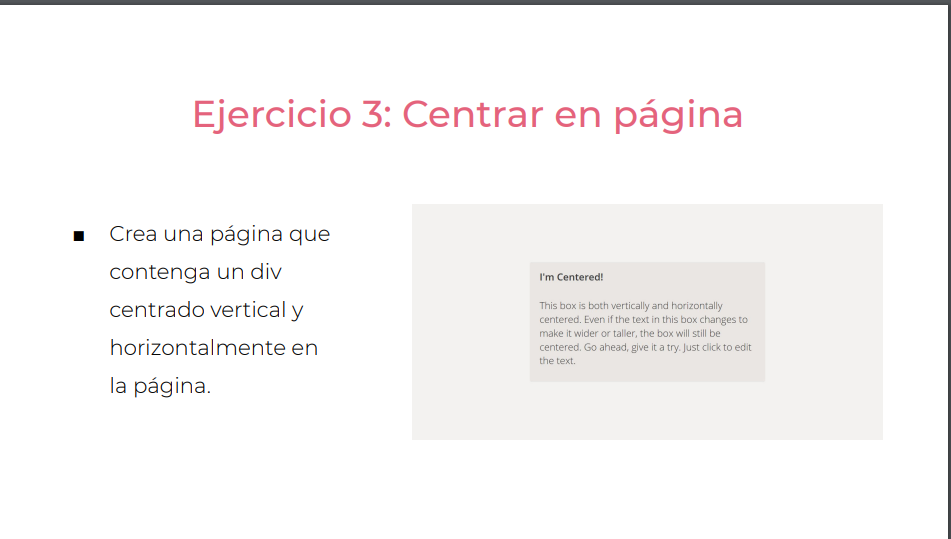 Ejercicio 3: Centrar en página
▪ Crea una página que
contenga un div
centrado vertical y
horizontalmente en
la página.
I'm Centered!
This box is both vertically and horizontally
centered. Even if the text in this box changes to
make it wider or taller, the box will still be
centered. Go ahead, give it a try. Just click to edit
the text.